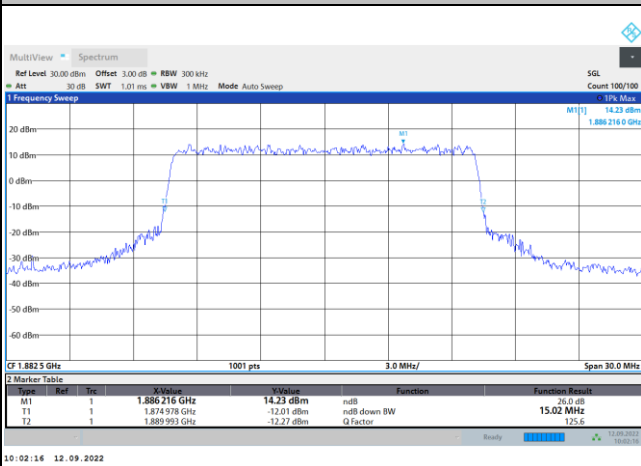 MultiView Spectrum
Ref Level 30.00 dBm Offset 3.00 dB RBW 300 kHz SGL
Att 30 dB SWT 1.01 ms VBW 1 MHz Mode Auto Sweep Count 100/100
1 Frequency Sweep 1Pk Max
M1[1] 14.23 dBm
1.886 216 0 GHz
20 dBm
M1
10 dBm
0 dBm
T1 T2
-10 dBm
-20 dBm
-30 dBm
-40 dBm
-50 dBm
-60 dBm
CF 1.882 5 GHz 1001 pts 3.0 MHz/ Span 30.0 MHz
2 Marker Table
Type Ref Trc X-Value Y-Value Function Function Result
M1 1 1.886 216 GHz 14.23 dBm ndB 26.0 dB
T1 1 1.874 978 GHz -12.01 dBm ndB down BW 15.02 MHz
T2 1 1.889 993 GHz -12.27 dBm Q Factor 125.6
Ready 12.09.2022
10:02:16
10:02:16 12.09.2022